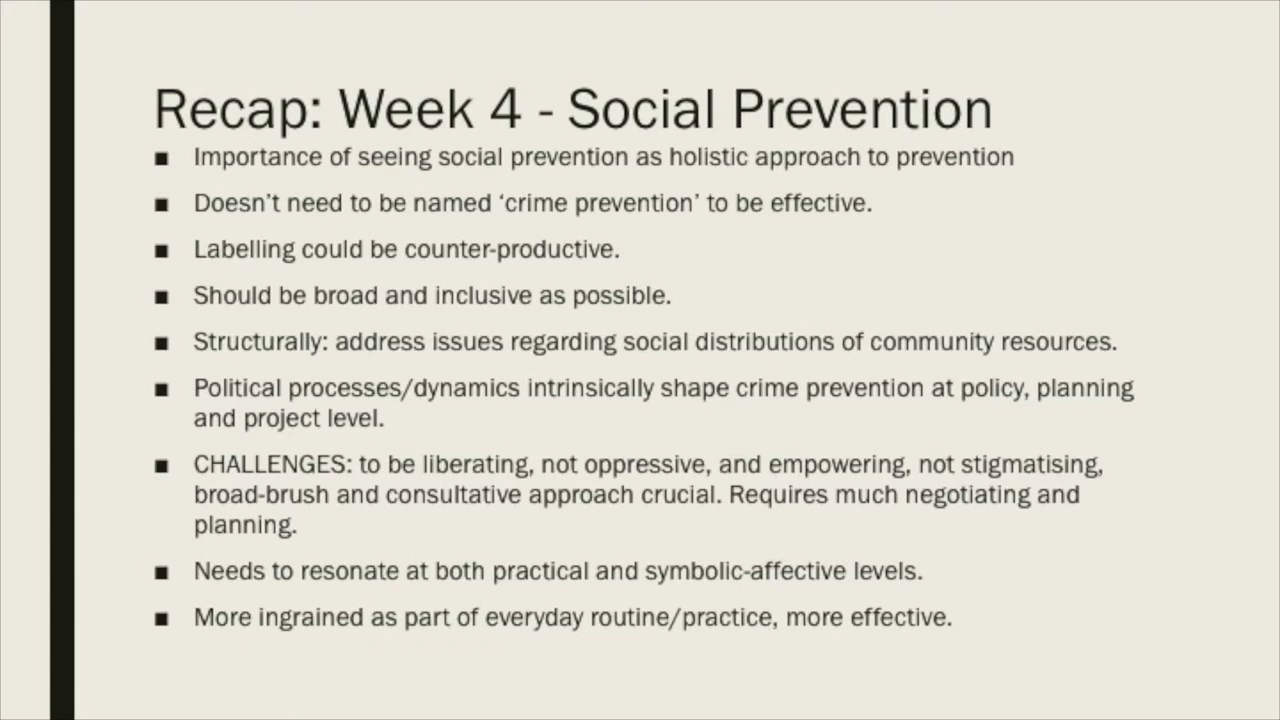 Recap: Week 4 - Social Prevention
■ Importance of seeing social prevention as holistic approach to prevention
■ Doesn't need to be named ‘crime prevention’ to be effective.
■ Labelling could be counter-productive.
■ Should be broad and inclusive as possible.
■ Structurally: address issues regarding social distributions of community resources.
■ Political processes/dynamics intrinsically shape crime prevention at policy, planning
and project level.
■ CHALLENGES: to be liberating, not oppressive, and empowering, not stigmatising,
broad-brush and consultative approach crucial. Requires much negotiating and
planning.
■ Needs to resonate at both practical and symbolic-affective levels.
■ More ingrained as part of everyday routine/practice, more effective.